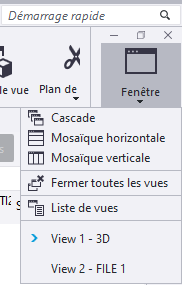 Démarrage rapide
de vue
Plan de
Fenêtre
Cascade
Mosaïque horizontale
Mosaïque verticale
Fermer toutes les vues
Liste de vues
View 1 - 3D
View 2 - FILE 1